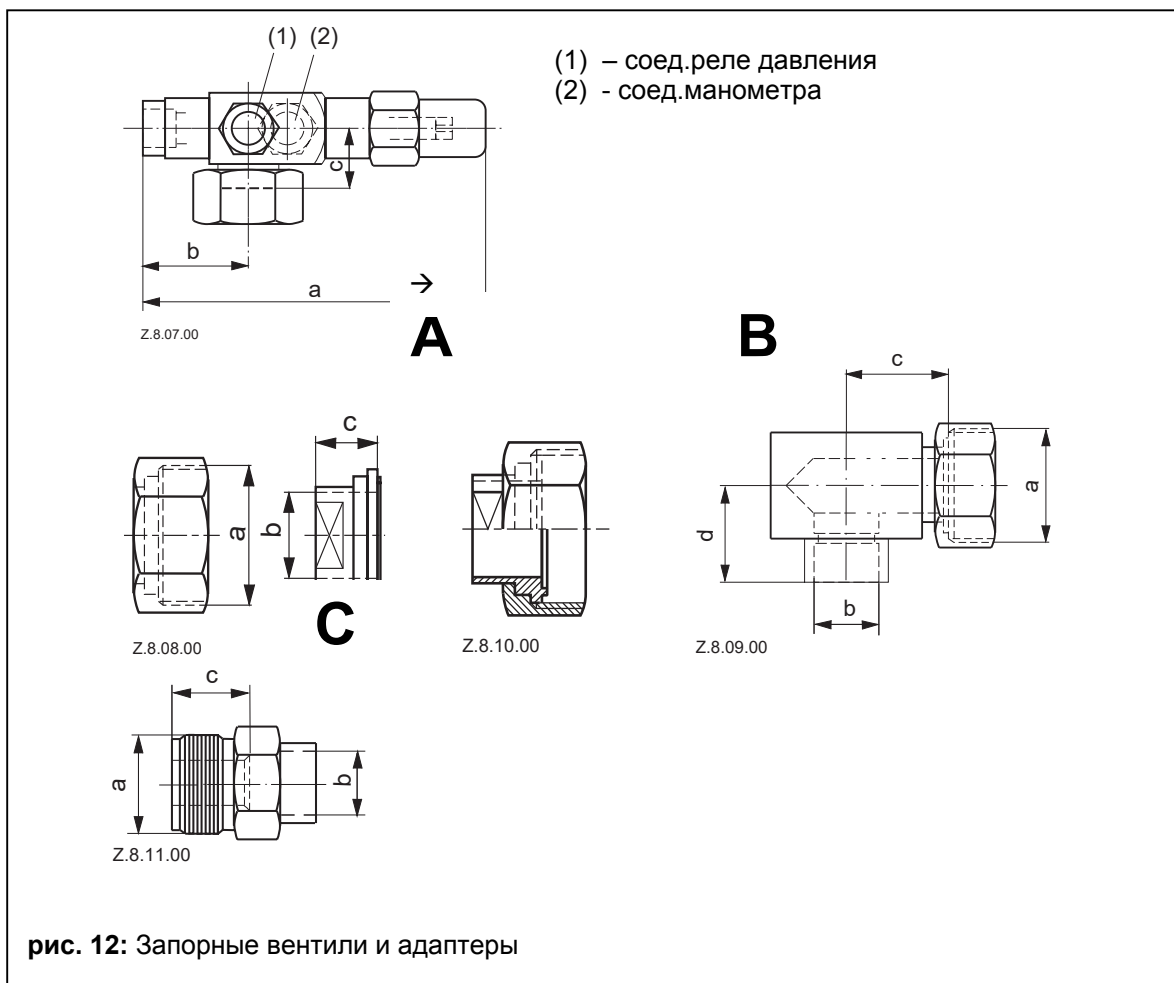 (1) (2)
(1) – соед.реле давления
(2) - соед.манометра
c
b
a
→
Z.8.07.00
A
B
c
a
d
b
Z.8.09.00
a
c
b
C
Z.8.08.00
Z.8.10.00
c
a
b
Z.8.11.00
рис. 12: Запорные вентили и адаптеры